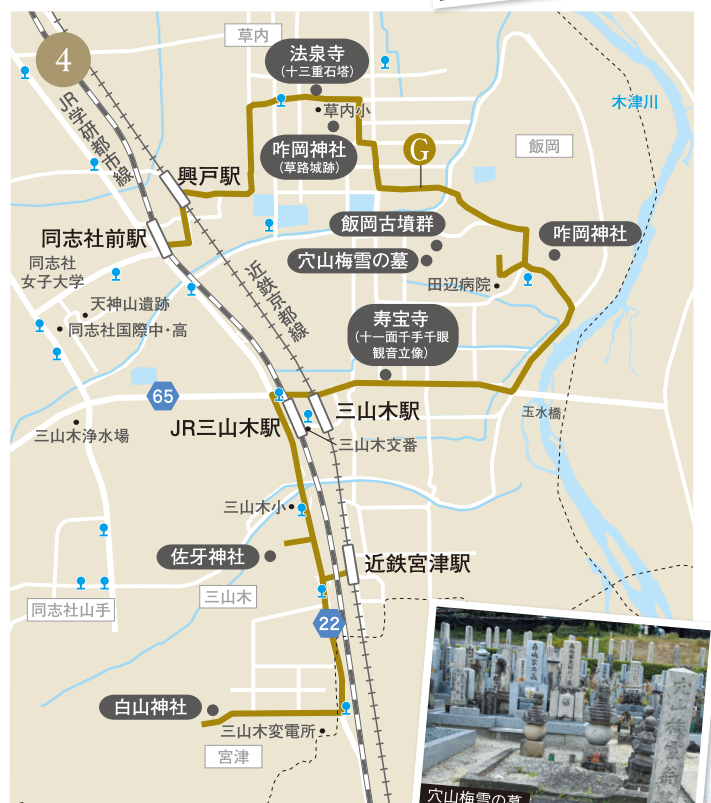 草内
4
法泉寺
(十三重石塔)
木津川
JR学研都市線
草内小
G
飯岡
咋岡神社
(草路城跡)
興戸駅
飯岡古墳群
咋岡神社
同志社前駅
穴山梅雪の墓
同志社
女子大学
近鉄京都線
田辺病院
天神山遺跡
同志社国際中・高
寿宝寺
(十一面千手千眼
観音立像)
65
三山木駅
玉水橋
JR三山木駅
三山木浄水場
三山木交番
三山木小
佐牙神社
近鉄宮津駅
三山木
同志社山手
22
白山神社
三山木変電所
宮津
穴山梅雪の墓